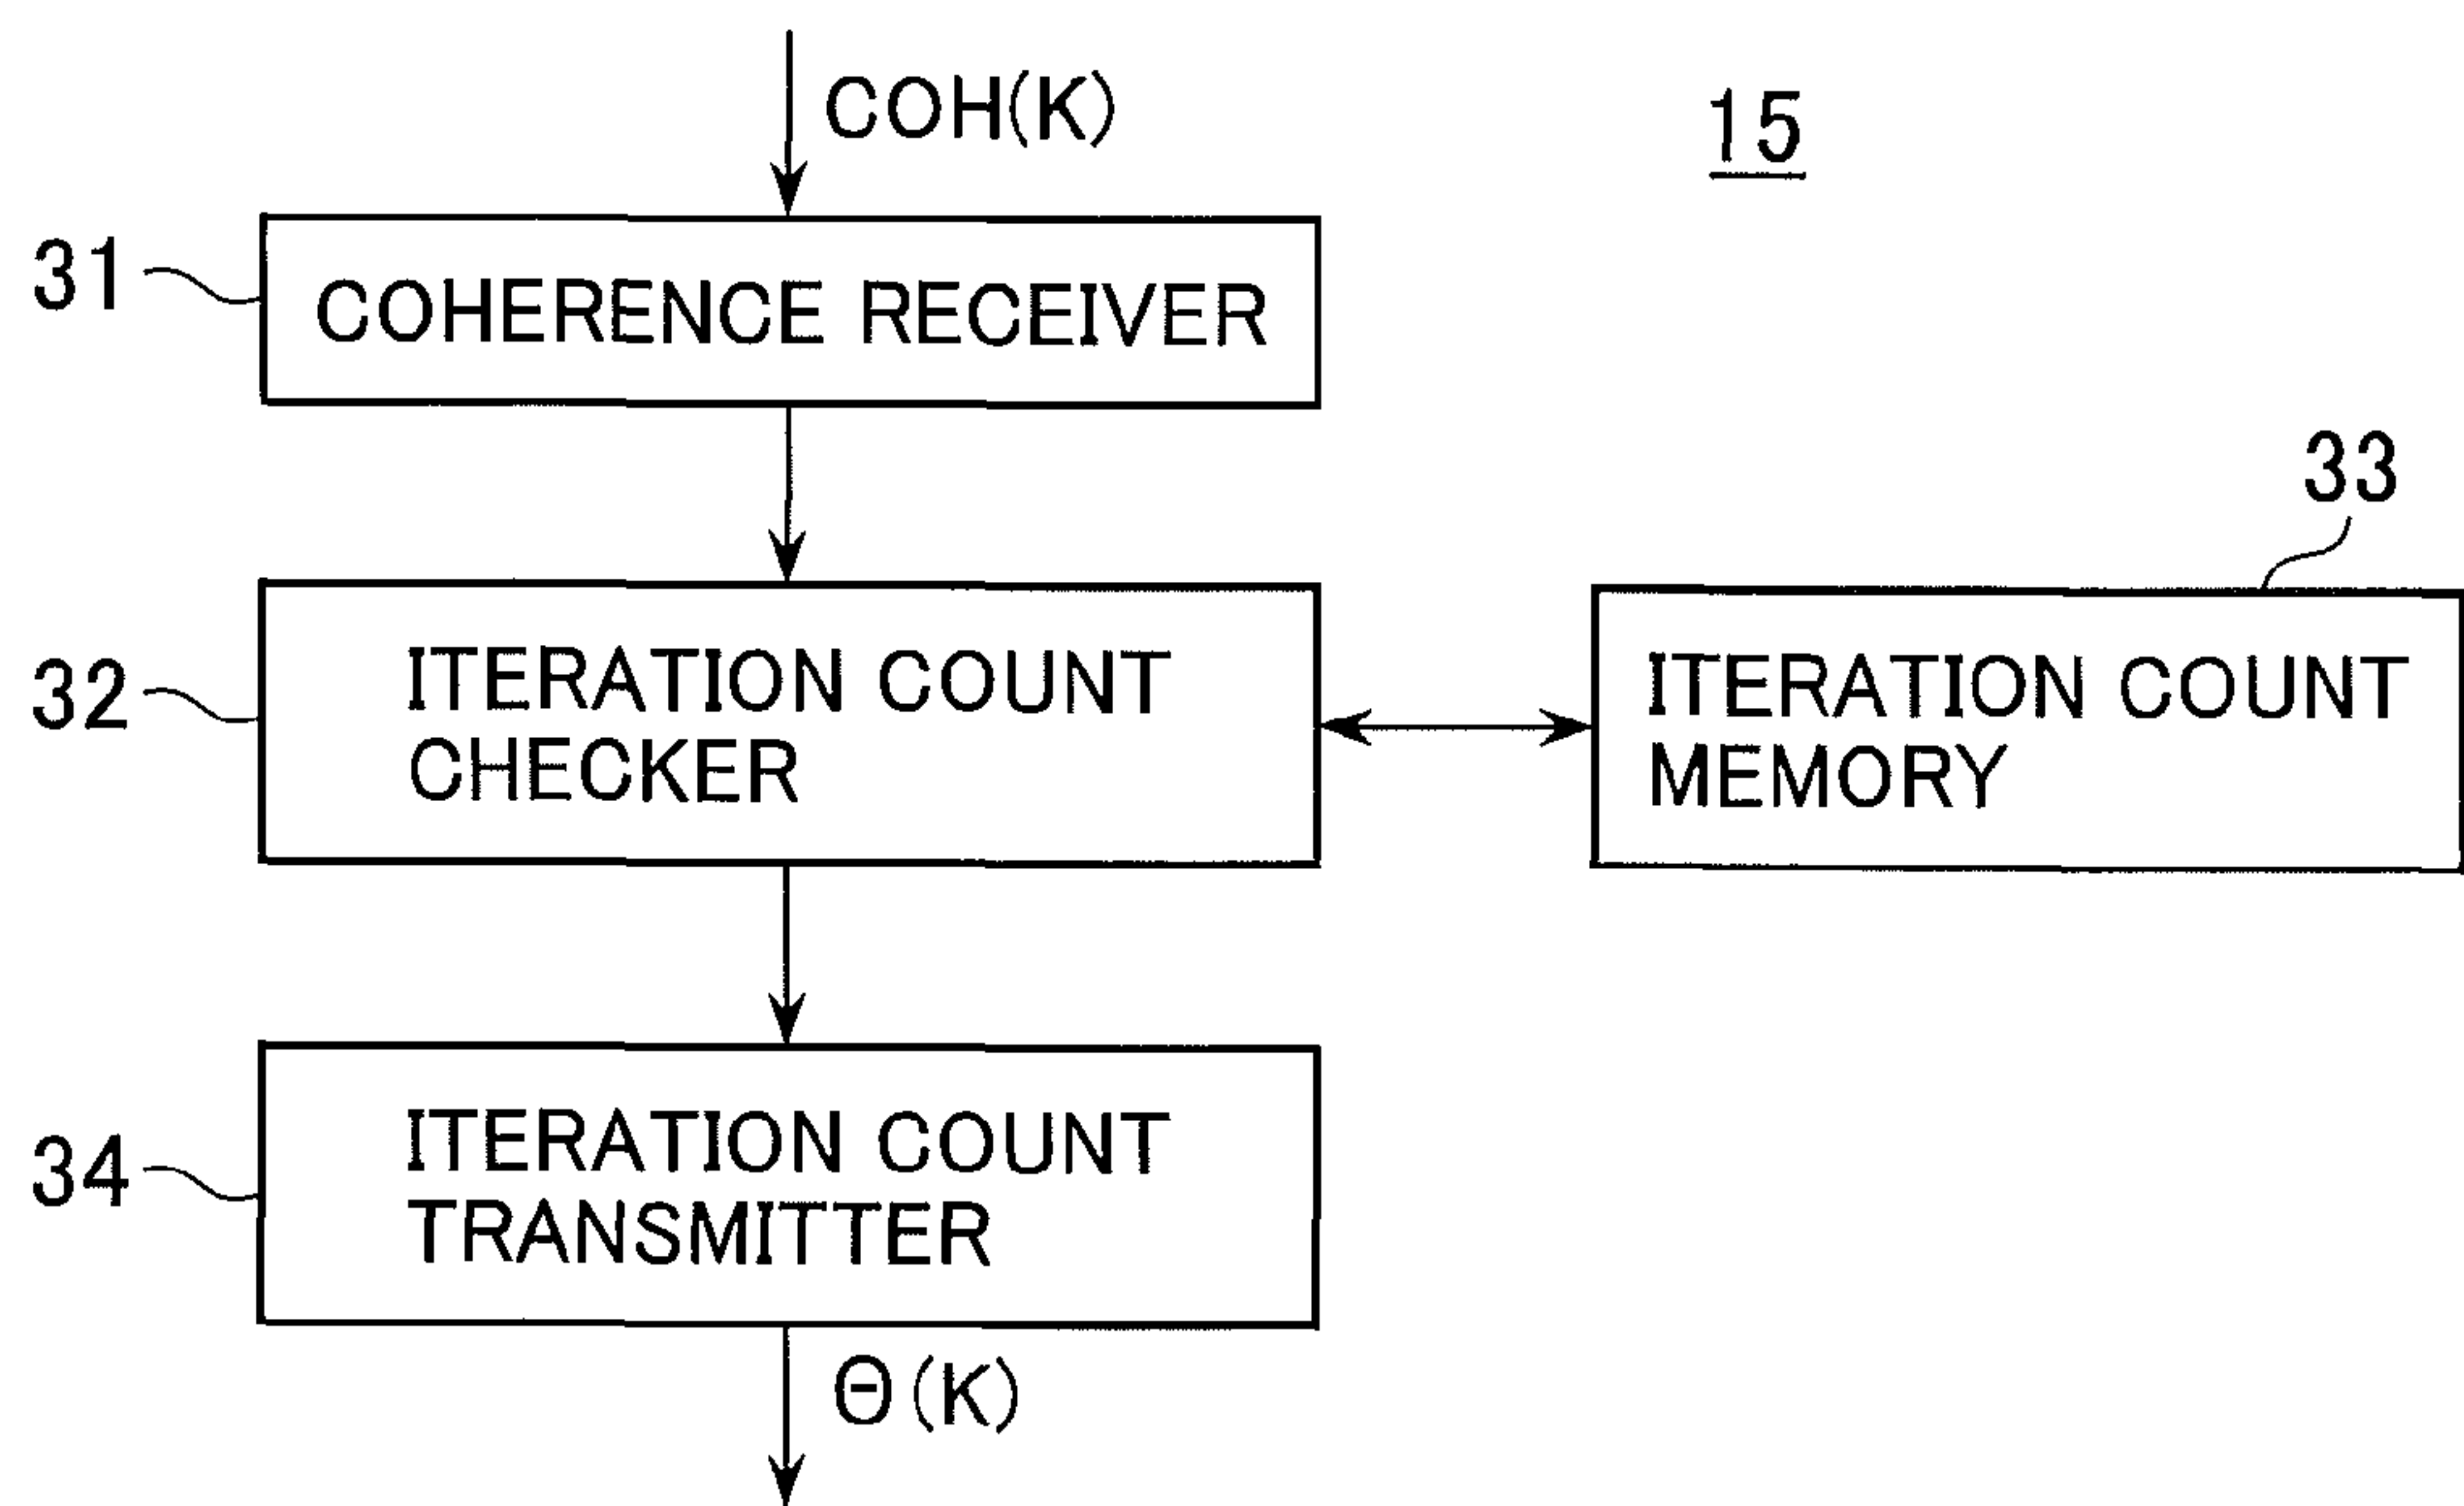 COH(K)
15
31
COHERENCE RECEIVER
33
32
ITERATION COUNT
CHECKER
ITERATION COUNT
MEMORY
34
ITERATION COUNT
TRANSMITTER
Θ(K)